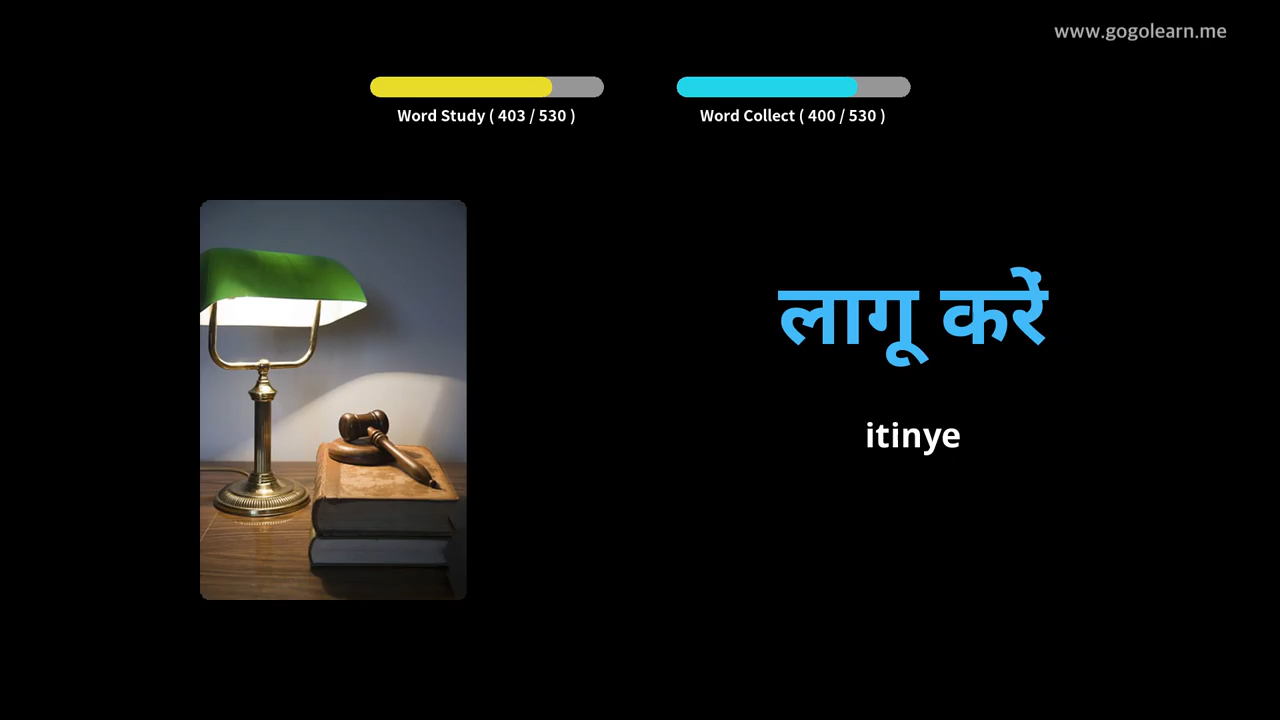 www.gogolearn.me
Word Study ( 403 / 530 )
Word Collect ( 400 / 530 )
लागू करें
itinye